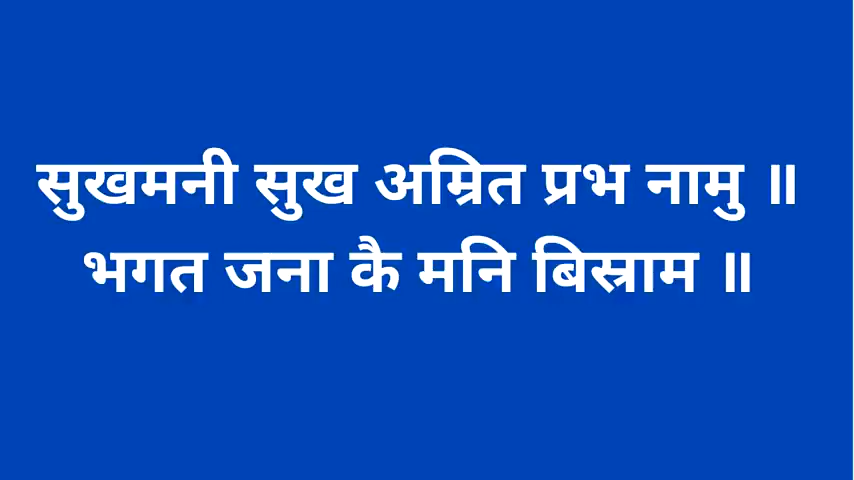 सुखमनी सुख अम्रित प्रभ नामु ॥
भगत जना कै मनि बिस्राम ॥